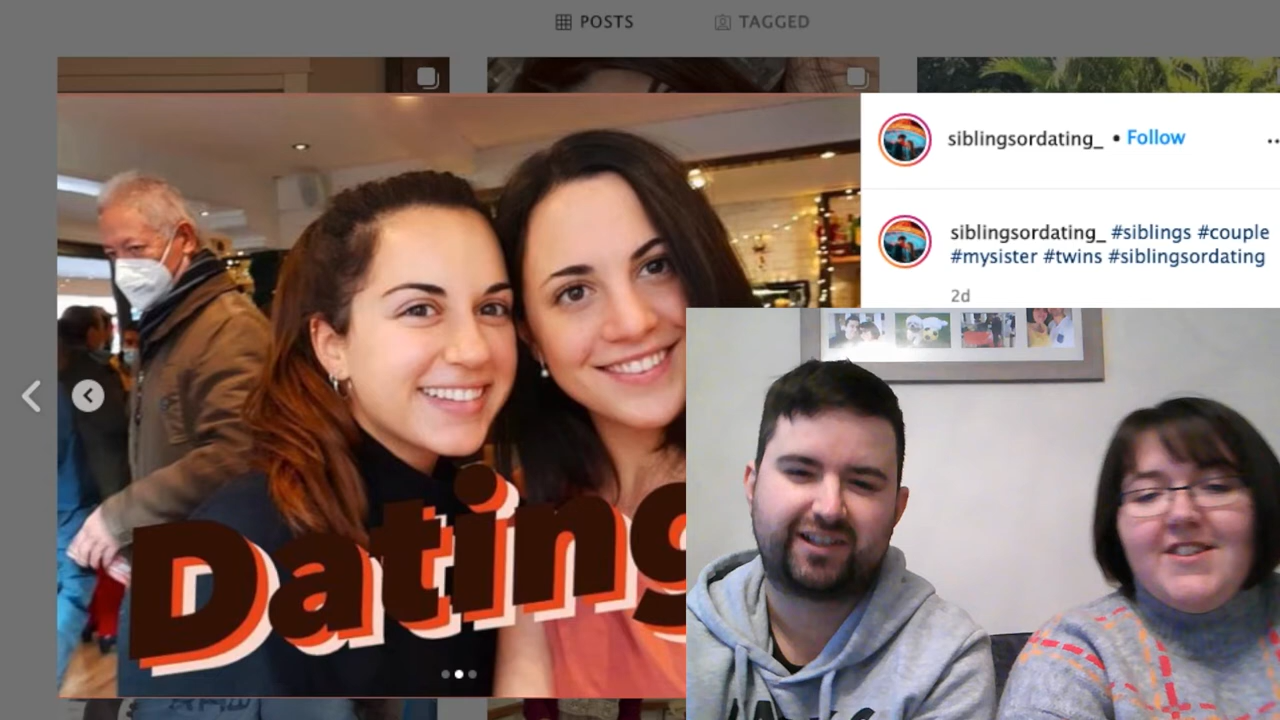 POSTS TAGGED
siblingsordating_ • Follow
siblingsordating_ #siblings #couple
#mysister #twins #siblingsordating
2d
Dating